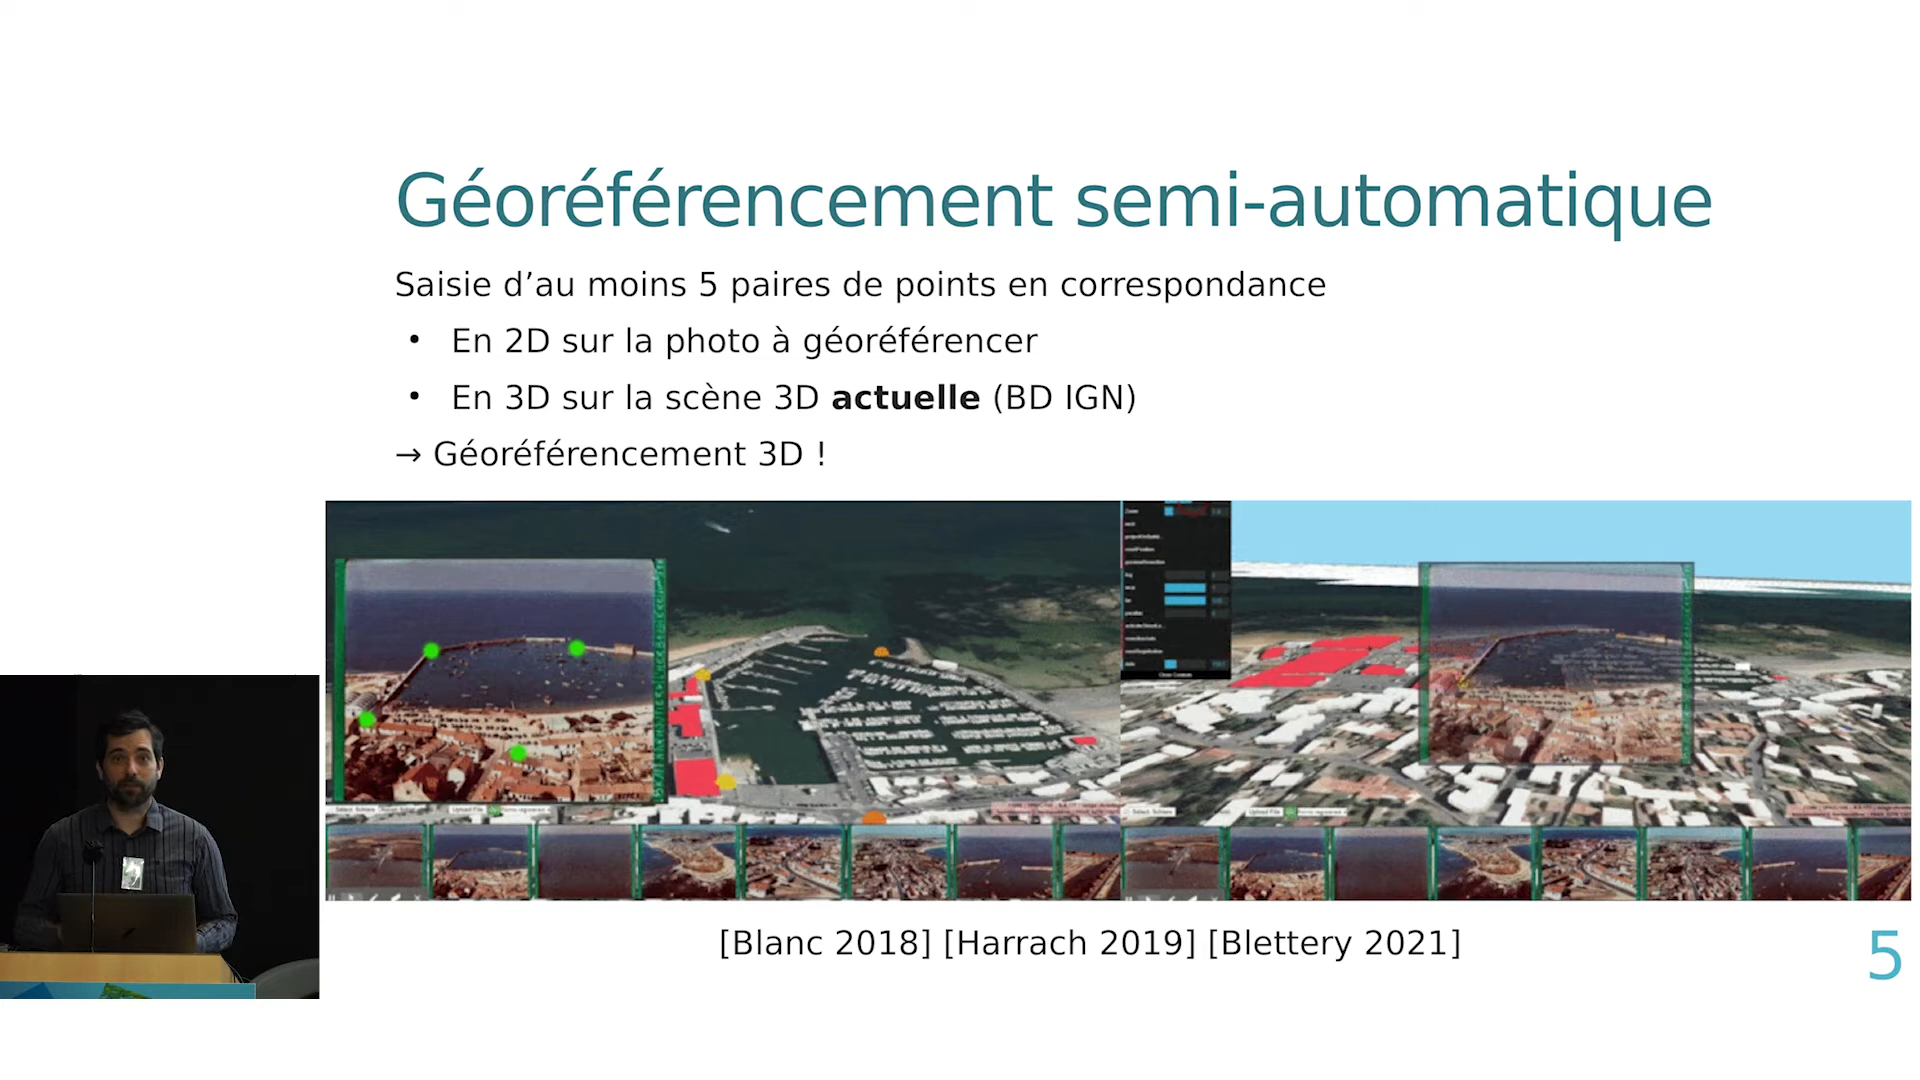 Géoréférencement semi-automatique
Saisie d’au moins 5 paires de points en correspondance
• En 2D sur la photo à géoréférencer
• En 3D sur la scène 3D actuelle (BD IGN)
→ Géoréférencement 3D !
[Blanc 2018] [Harrach 2019] [Blettery 2021]
5